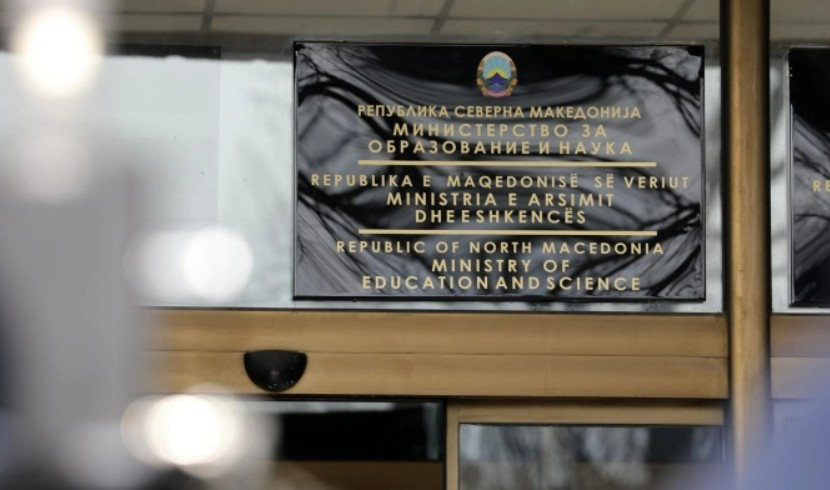 РЕПУБЛИКА СЕВЕРНА МАКЕДОНИЈА
МИНИСТЕРСТВО ЗА
ОБРАЗОВАНИЕ И НАУКА
REPUBLIKA E MAQEDONISË SË VERIUT
MINISTRIA E ARSIMIT
DHE E SHKENCËS
REPUBLIC OF NORTH MACEDONIA
MINISTRY OF
EDUCATION AND SCIENCE